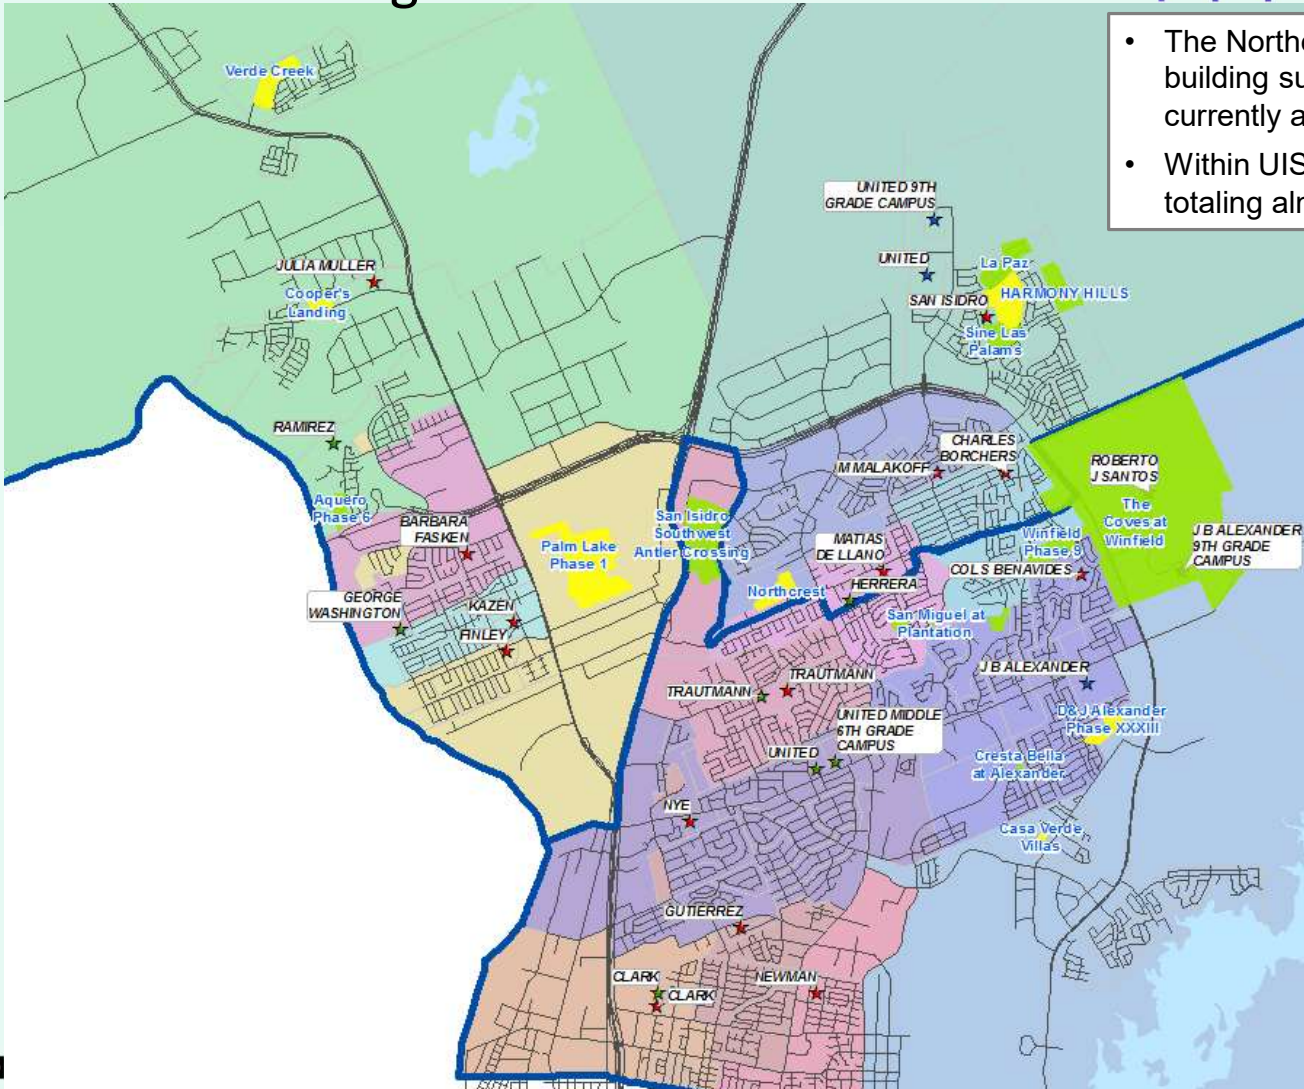 • The North
building su
currently a
• Within UIS
totaling alr
Verde Creek
UNITED 9TH
GRADE CAMPUS
UNITED
La Paz
JULIA MULLER
Cooper's
Landing
SAN ISIDRO
HARMONY HILLS
Sine Las
Palams
RAMIREZ
CHARLES
BORCHERS
M MALAKOFF
ROBERTO
J SANTOS
Aquero
Phase 6
BARBARA
FASKEN
San Isidro
Southwest
Antler Crossing
The
Coves at
Winfield
Palm Lake
Phase 1
MATIAS
DE LLANO
Winfield
Phase 9
J B ALEXANDER
9TH GRADE
CAMPUS
COL S BENAVIDES
GEORGE
WASHINGTON
KAZEN
Northcrest
HERRERA
San Miguel at
Plantation
FINLEY
TRAUTMANN
TRAUTMANN
J B ALEXANDER
UNITED MIDDLE
6TH GRADE
CAMPUS
D&J Alexander
Phase XXXIII
UNITED
Cresta Bella
at Alexander
NYE
Casa Verde
Villas
GUTIERREZ
CLARK
CLARK
NEWMAN